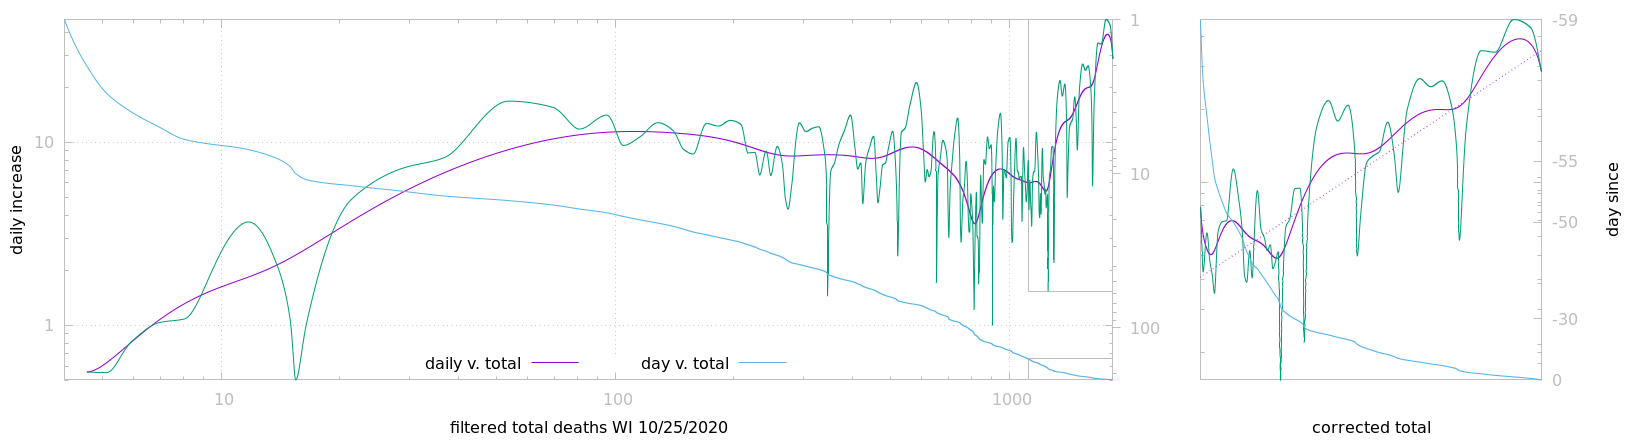 daily increase
10
1
10
100
1000
1
10
100
daily v. total
day v. total
filtered total deaths WI 10/25/2020
-59
-55
-50
-30
0
day since
corrected total